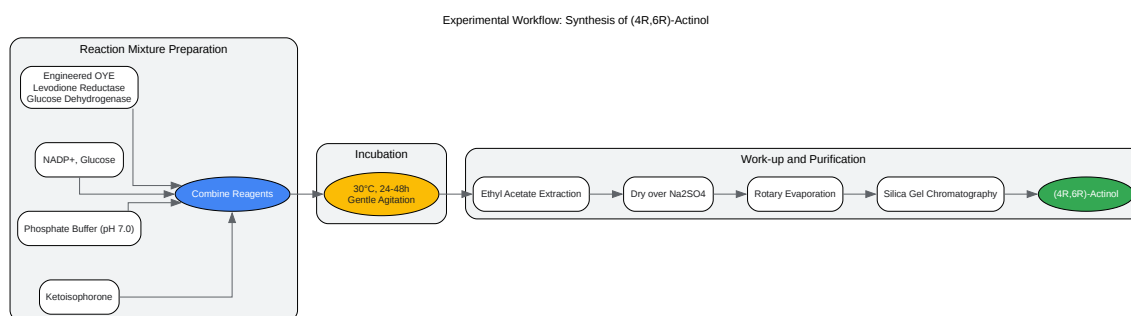 Experimental Workflow: Synthesis of (4R,6R)-Actinol
Reaction Mixture Preparation
Engineered OYE
Levodione Reductase
Glucose Dehydrogenase
NADP+, Glucose
Phosphate Buffer (pH 7.0)
Ketoisophorone
Combine Reagents
Incubation
30°C, 24-48h
Gentle Agitation
Work-up and Purification
Ethyl Acetate Extraction
Dry over Na2SO4
Rotary Evaporation
Silica Gel Chromatography
(4R,6R)-Actinol